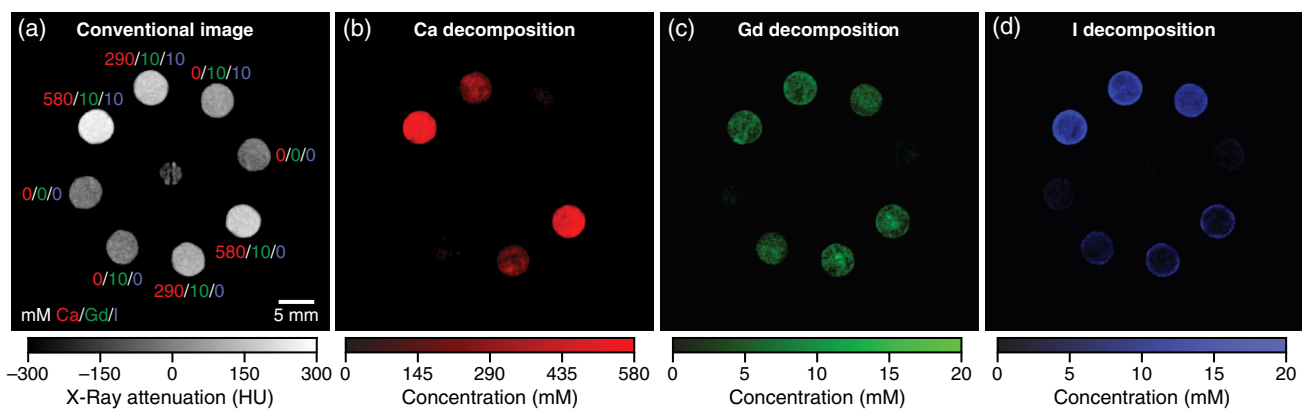 (a) Conventional image
290/10/10
0/10/10
580/10/10
0/0/0
0/0/0
580/10/0
0/10/0
290/10/0
mM Ca/Gd/I
5 mm
–300 –150 0 150 300
X-Ray attenuation (HU)
(b) Ca decomposition
0 145 290 435 580
Concentration (mM)
(c) Gd decomposition
0 5 10 15 20
Concentration (mM)
(d) I decomposition
0 5 10 15 20
Concentration (mM)